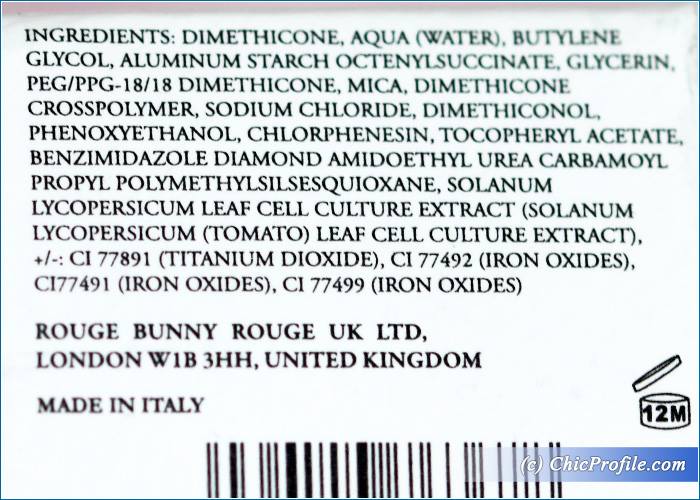 INGREDIENTS: DIMETHICONE, AQUA (WATER), BUTYLENE
GLYCOL, ALUMINUM STARCH OCTENYLSUCCINATE, GLYCERIN,
PEG/PPG-18/18 DIMETHICONE, MICA, DIMETHICONE
CROSSPOLYMER, SODIUM CHLORIDE, DIMETHICONOL,
PHENOXYETHANOL, CHLORPHENESIN, TOCOPHERYL ACETATE,
BENZIMIDAZOLE DIAMOND AMIDOETHYL UREA CARBAMOYL
PROPYL POLYMETHYLSILSESQUIOXANE, SOLANUM
LYCOPERSICUM LEAF CELL CULTURE EXTRACT (SOLANUM
LYCOPERSICUM (TOMATO) LEAF CELL CULTURE EXTRACT),
+/-: CI 77891 (TITANIUM DIOXIDE), CI 77492 (IRON OXIDES),
CI77491 (IRON OXIDES), CI 77499 (IRON OXIDES)
ROUGE BUNNY ROUGE UK LTD,
LONDON W1B 3HH, UNITED KINGDOM
MADE IN ITALY
12M
(c) ChicProfile.com